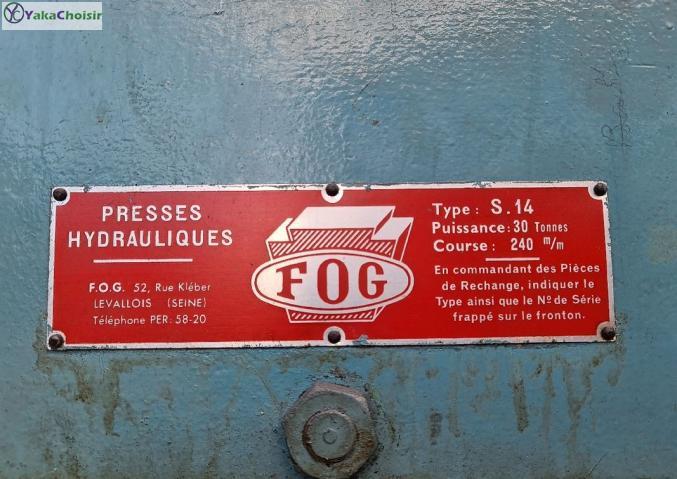 YakaChoisir
PRESSES
HYDRAULIQUES
F.O.G. 52, Rue Kléber
LEVALLOIS (SEINE)
Téléphone PER: 58-20
FOG
Type: S.14
Puissance: 30 Tonnes
Course: 240 m/m
En commandant des Pièces
de Rechange, indiquer le
Type ainsi que le Nº de Série
frappé sur le fronton.